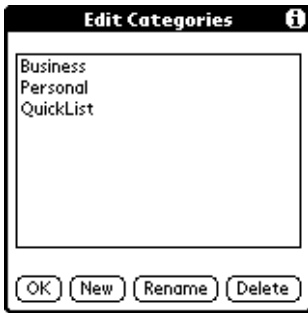 Edit Categories i
Business
Personal
QuickList
OK New Rename Delete